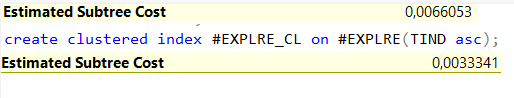 Estimated Subtree Cost 0,0066053
create clustered index #EXPLRE_CL on #EXPLRE(TIND asc);
Estimated Subtree Cost 0,0033341